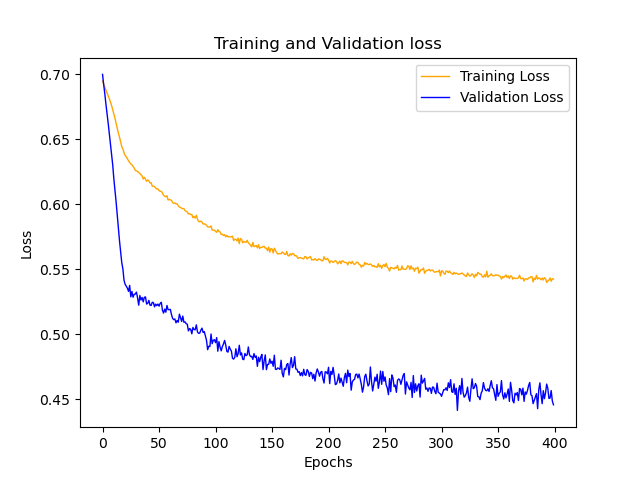 Training and Validation loss
Training Loss
Validation Loss
0.70
0.65
0.60
0.55
0.50
0.45
Loss
0 50 100 150 200 250 300 350 400
Epochs